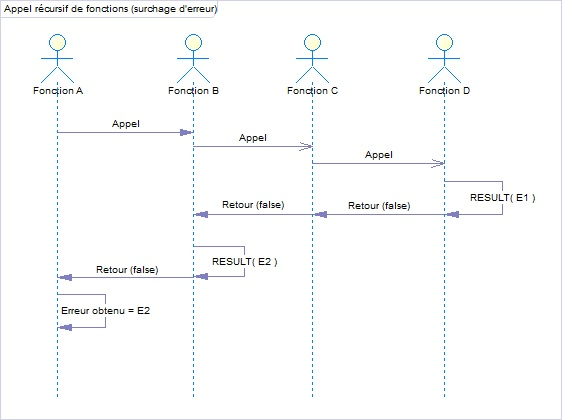 Appel récursif de fonctions (surchage d'erreur)
Fonction A
Fonction B
Fonction C
Fonction D
Appel
Appel
Appel
RESULT( E1 )
Retour (false)
Retour (false)
RESULT( E2 )
Retour (false)
Erreur obtenu = E2